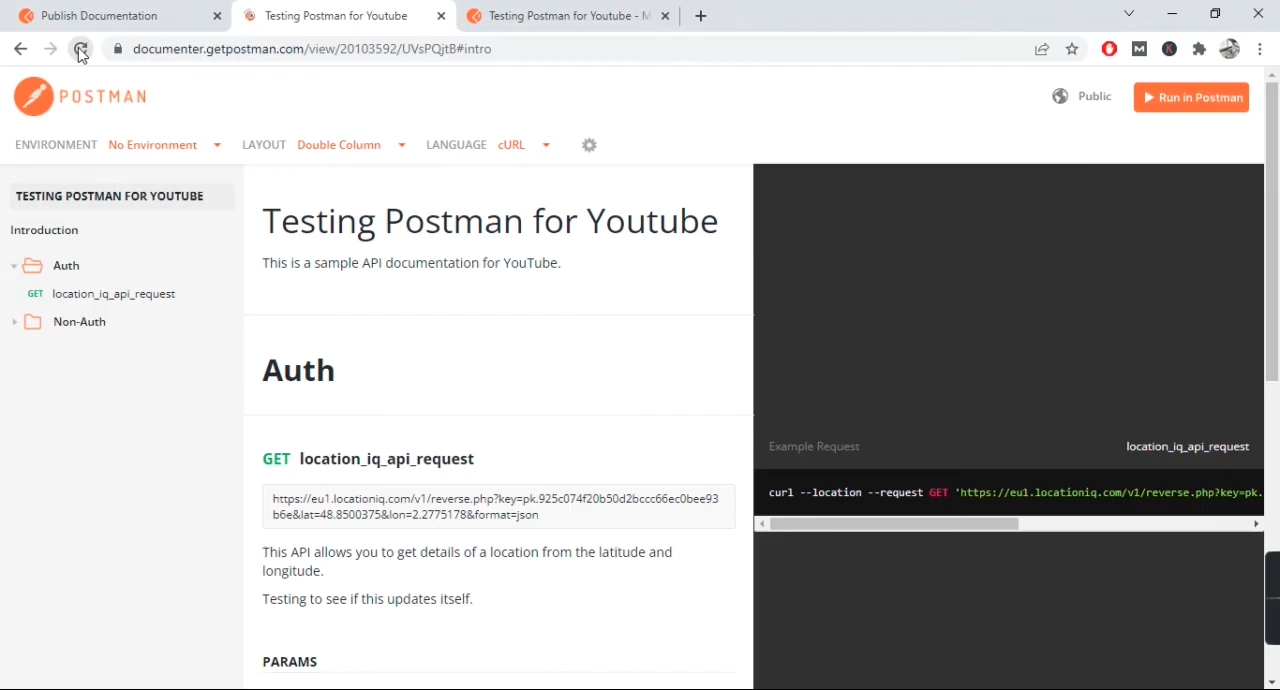 Publish Documentation
Testing Postman for Youtube
Testing Postman for Youtube - M
documenter.getpostman.com/view/20103592/UVsPQjtB#intro
POSTMAN
Public
Run in Postman
ENVIRONMENT No Environment LAYOUT Double Column LANGUAGE cURL
TESTING POSTMAN FOR YOUTUBE
Introduction
Auth
GET location_iq_api_request
Non-Auth
Testing Postman for Youtube
This is a sample API documentation for YouTube.
Auth
GET location_iq_api_request
https://eu1.locationiq.com/v1/reverse.php?key=pk.925c074f20b50d2bccc66ec0bee93
b6e&lat=48.8500375&lon=2.2775178&format=json
This API allows you to get details of a location from the latitude and
longitude.
Testing to see if this updates itself.
PARAMS
Example Request
location_iq_api_request
curl --location --request GET 'https://eu1.locationiq.com/v1/reverse.php?key=pk.